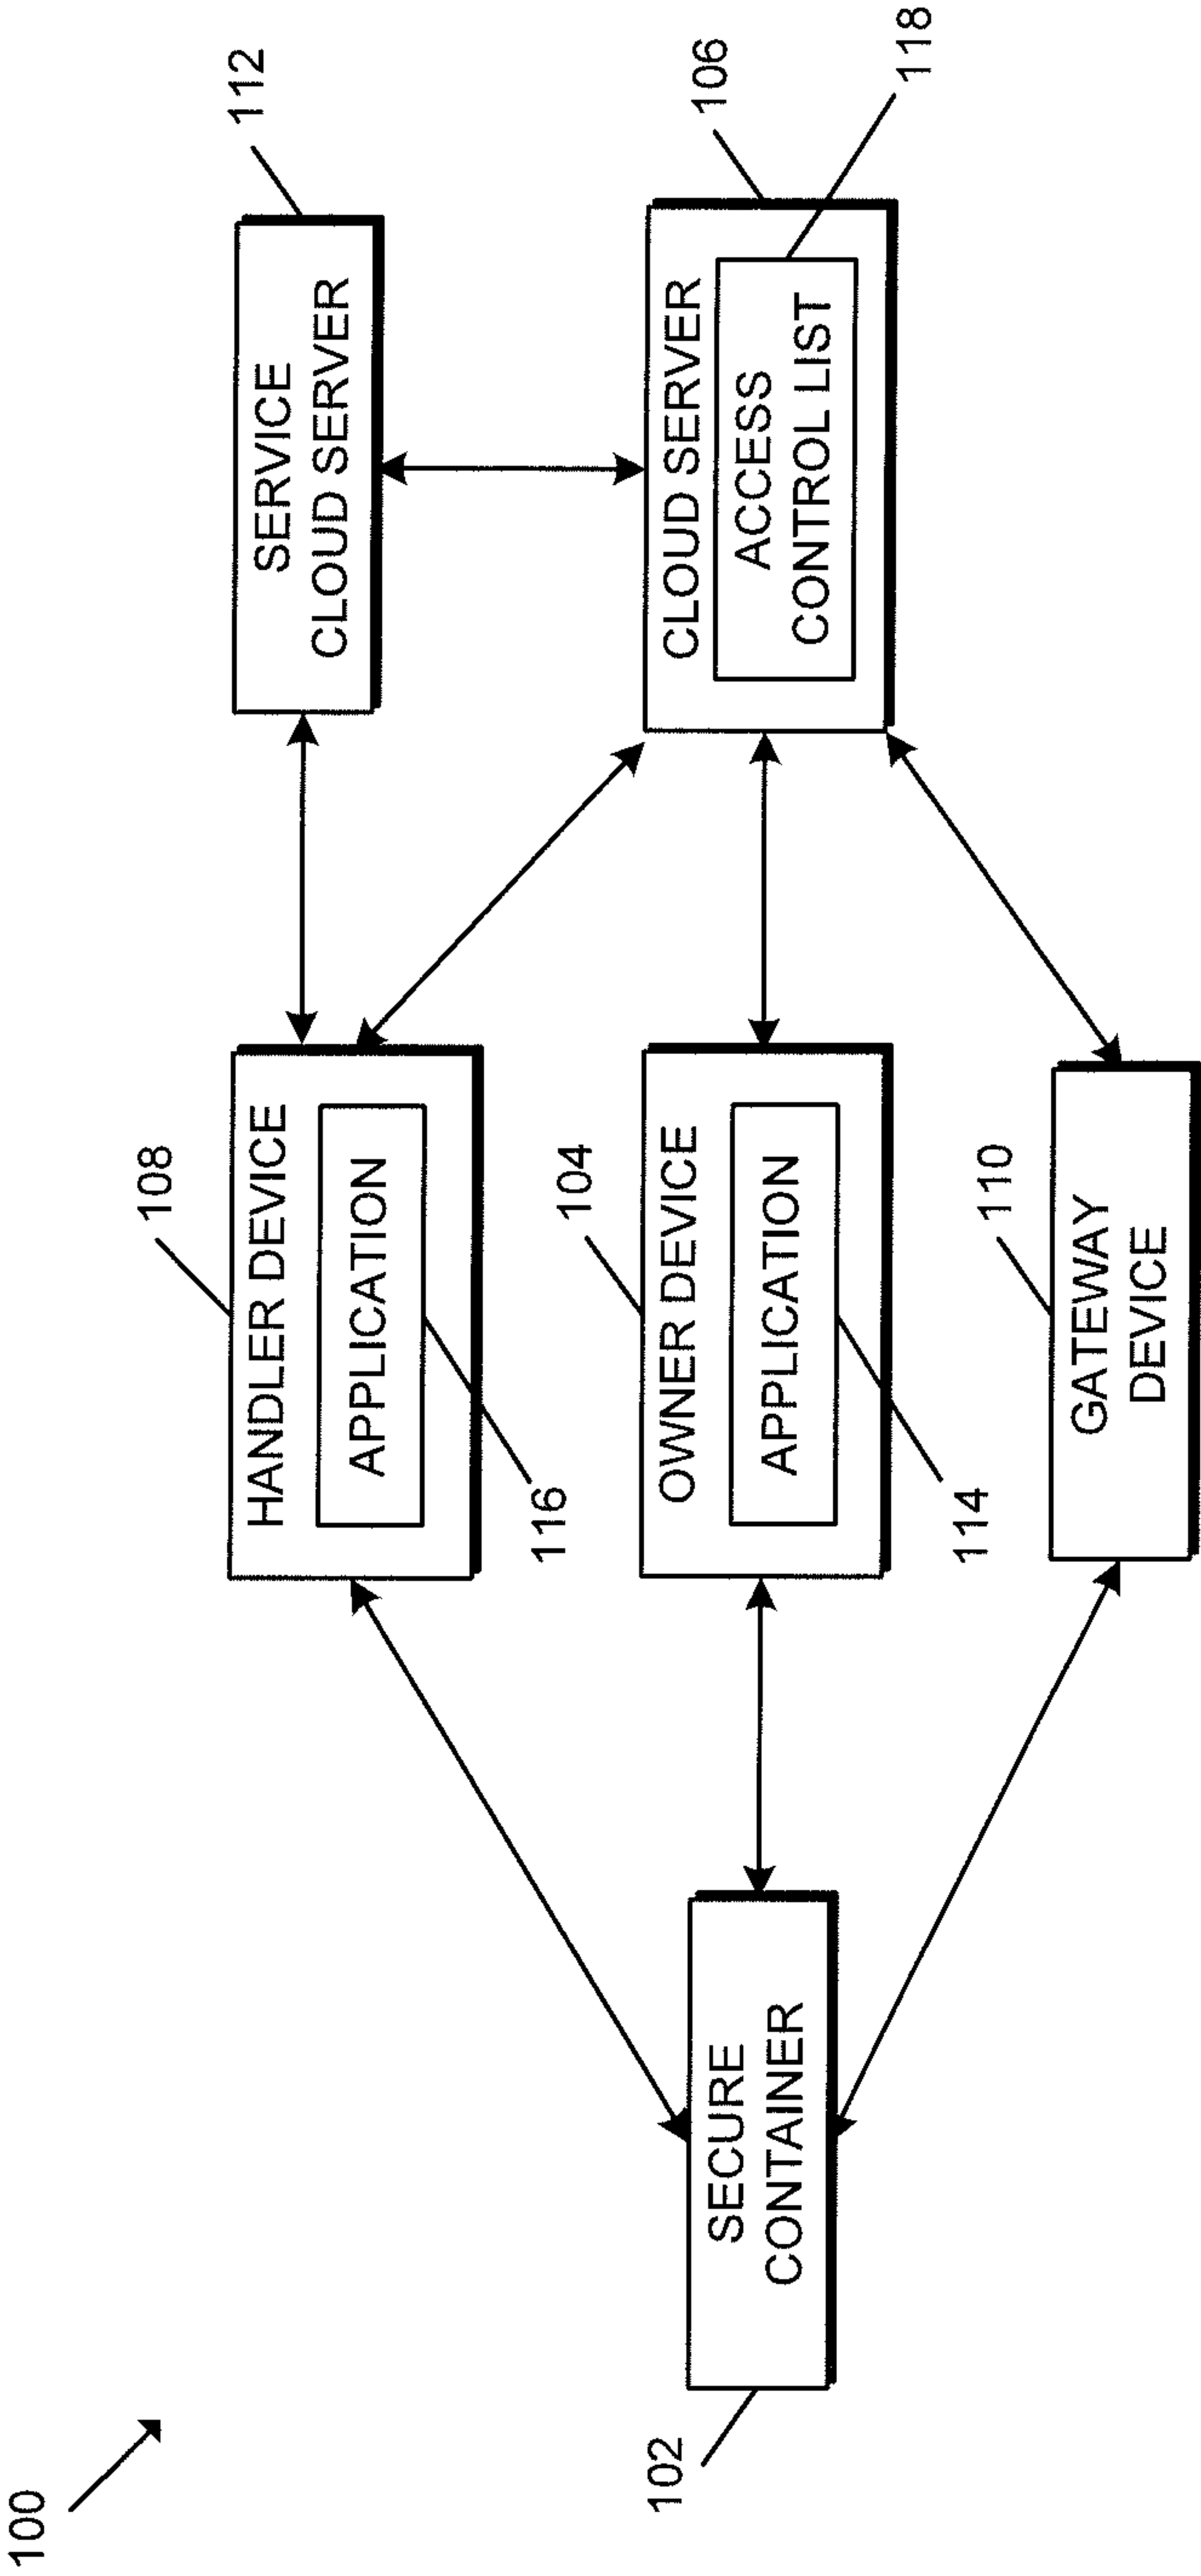 100
102
SECURE
CONTAINER
108
HANDLER DEVICE
APPLICATION
116
104
OWNER DEVICE
APPLICATION
114
110
GATEWAY
DEVICE
112
SERVICE
CLOUD SERVER
106
CLOUD SERVER
ACCESS
CONTROL LIST
118